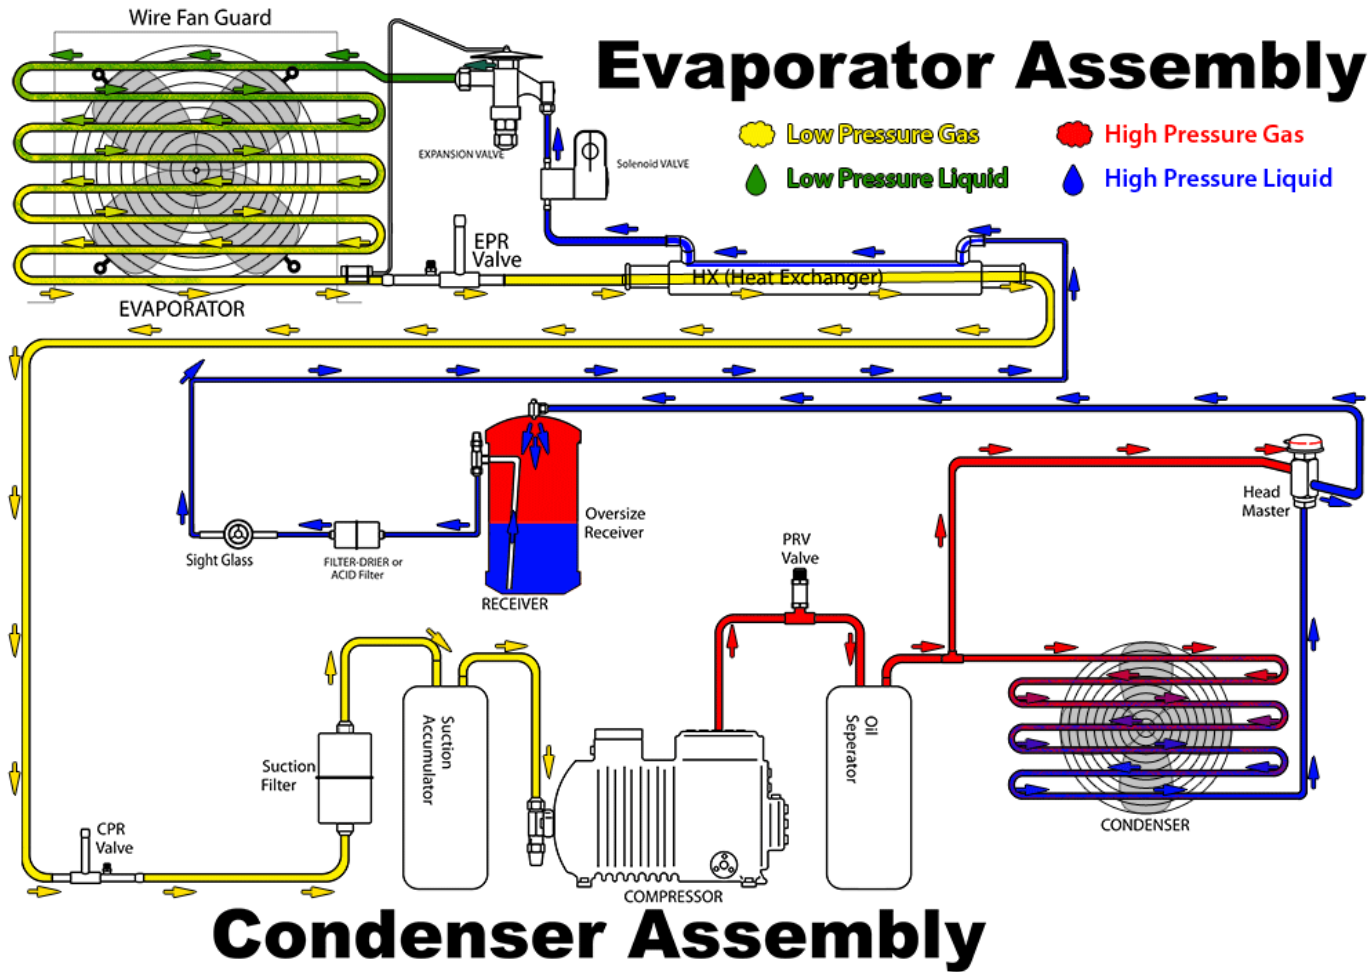 Wire Fan Guard
Evaporator Assembly
Low Pressure Gas
High Pressure Gas
Low Pressure Liquid
High Pressure Liquid
EXPANSION VALVE
Solenoid VALVE
EPR
Valve
HX (Heat Exchanger)
EVAPORATOR
Head
Master
Oversize
Receiver
PRV
Valve
Sight Glass
FILTER-DRIER or
ACID Filter
RECEIVER
Suction
Accumulator
Oil
Seperator
Suction
Filter
CPR
Valve
CONDENSER
COMPRESSOR
Condenser Assembly